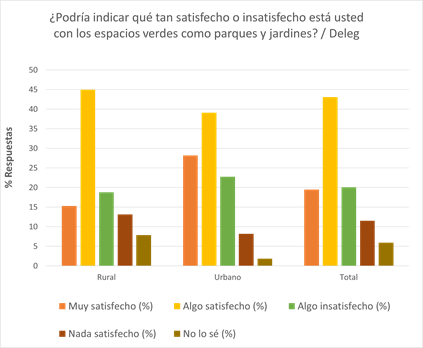 ¿Podría indicar qué tan satisfecho o insatisfecho está usted
con los espacios verdes como parques y jardines? / Deleg
50
45
40
35
30
25
20
15
10
5
0
% Respuestas
Rural
Urbano
Total
Muy satisfecho (%)
Algo satisfecho (%)
Algo insatisfecho (%)
Nada satisfecho (%)
No lo sé (%)